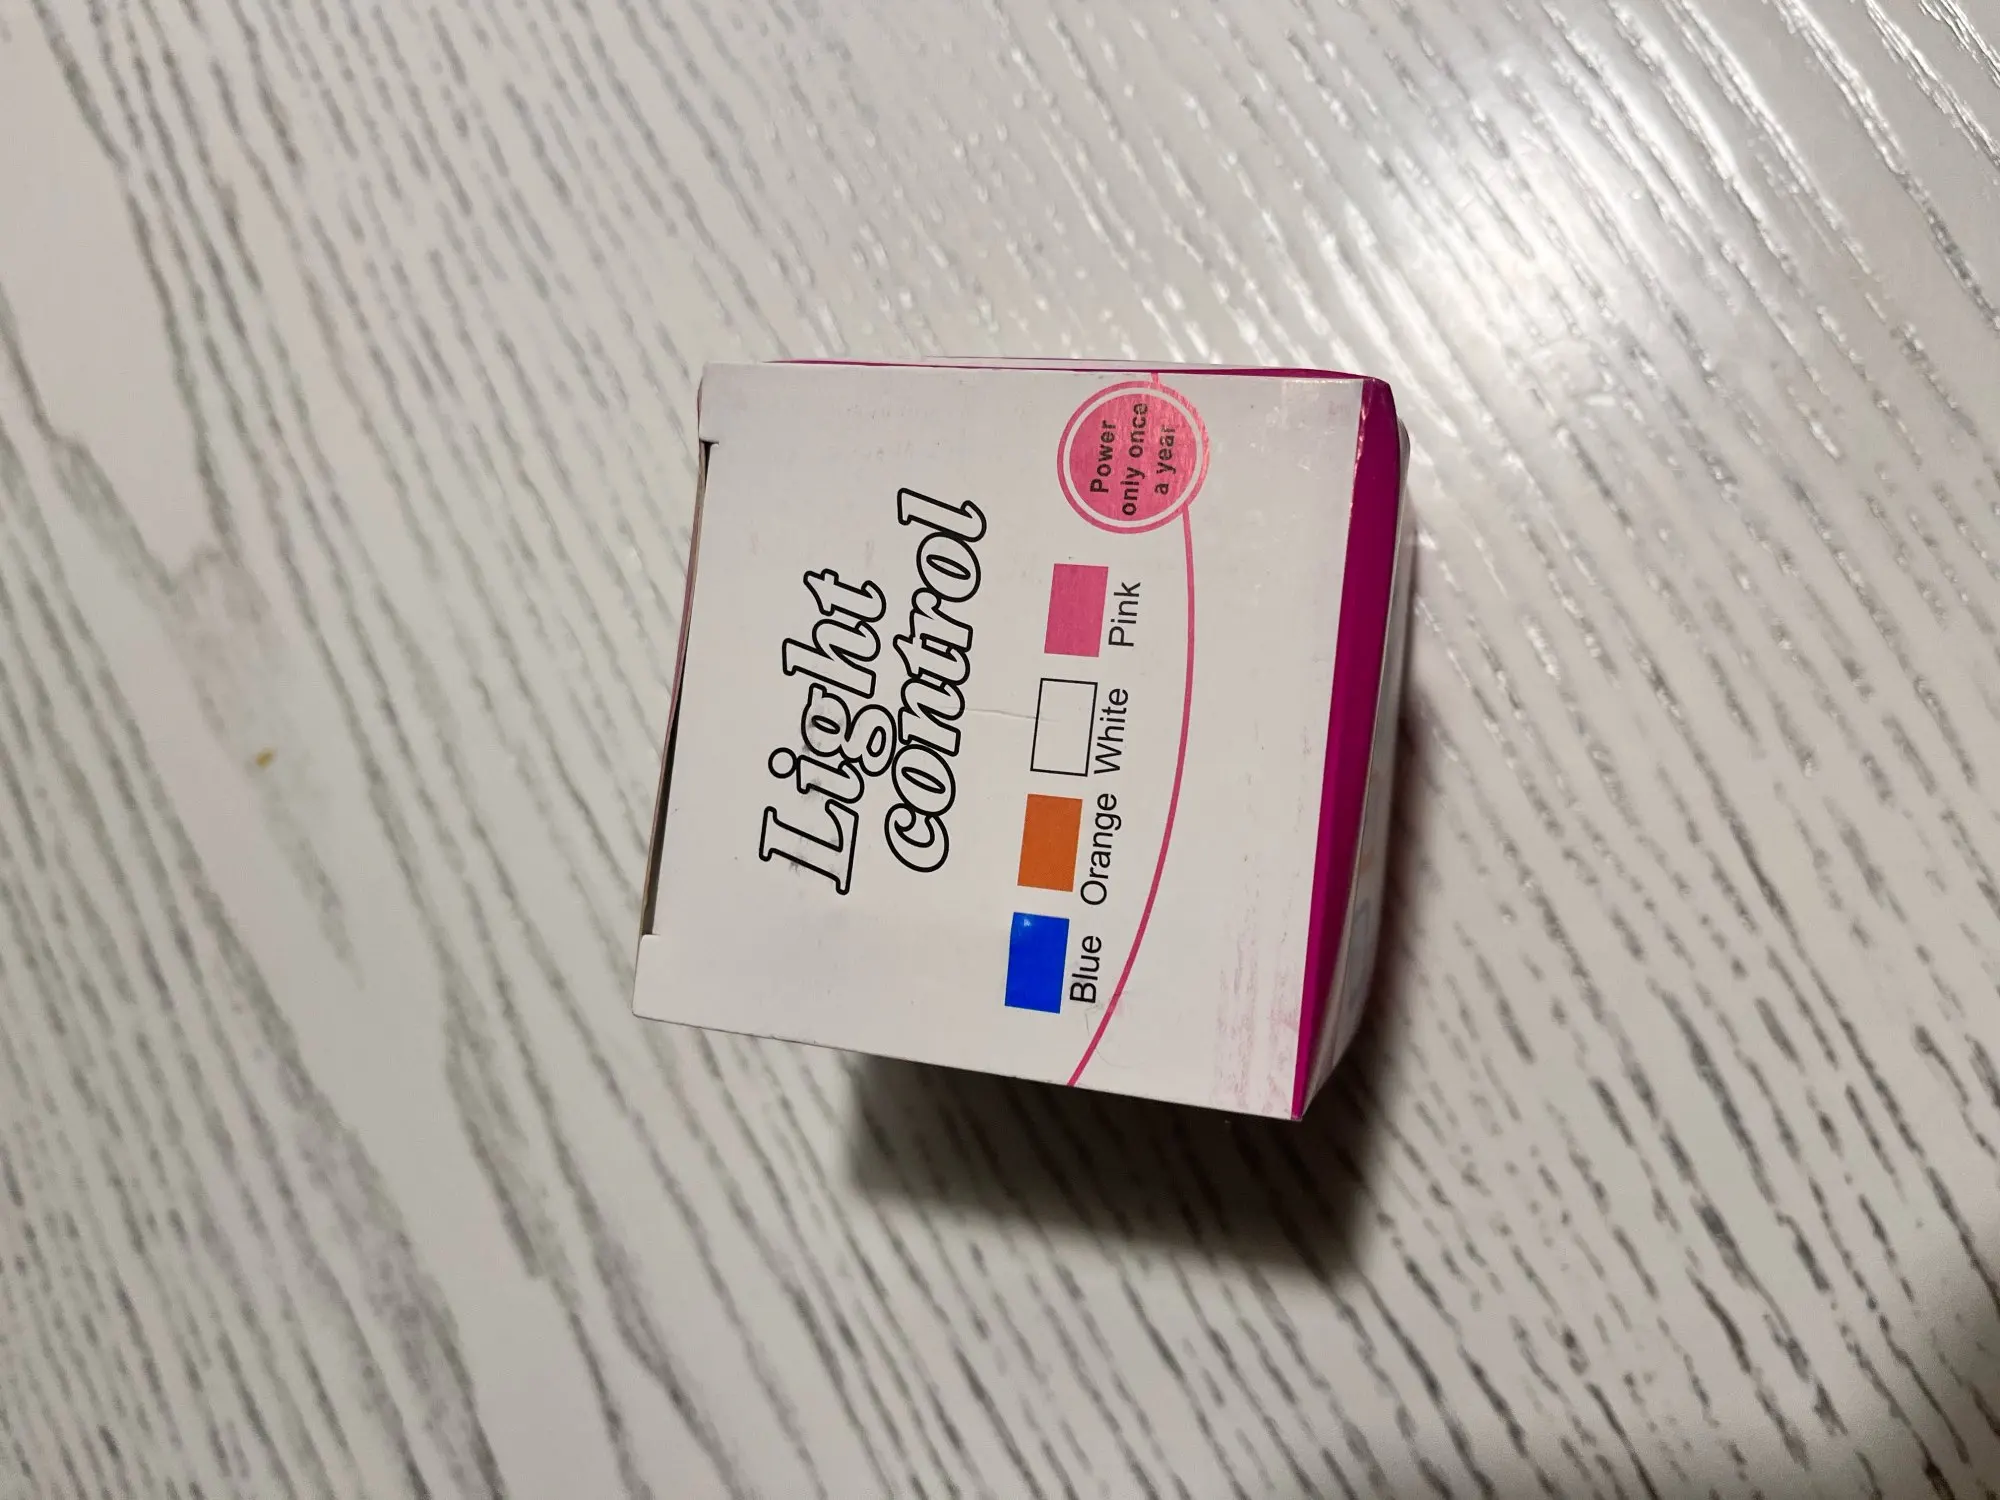 Light
control
Blue Orange White Pink
Power
only once
a year